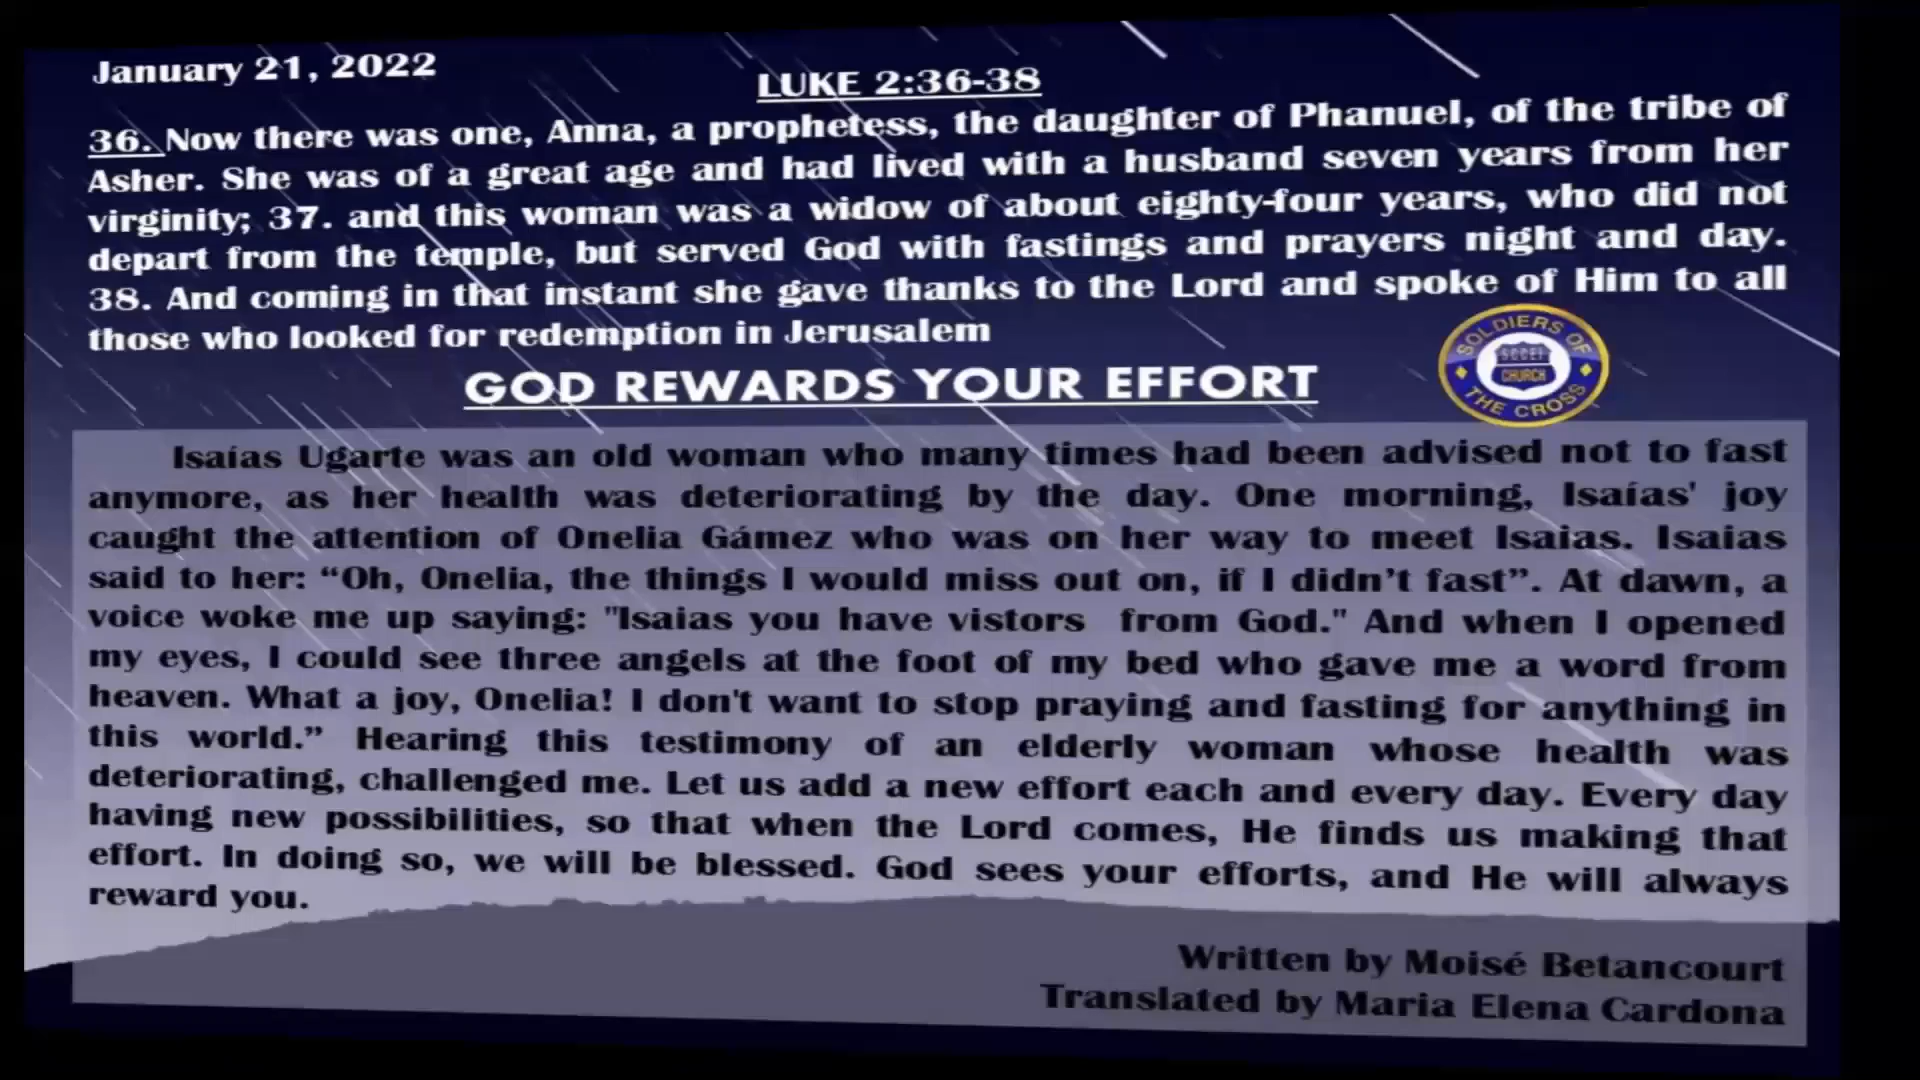 January 21, 2022
LUKE 2:36-38
36. Now there was one, Anna, a prophetess, the daughter of Phanuel, of the tribe of
Asher. She was of a great age and had lived with a husband seven years from her
virginity; 37. and this woman was a widow of about eighty-four years, who did not
depart from the temple, but served God with fastings and prayers night and day.
38. And coming in that instant she gave thanks to the Lord and spoke of Him to all
those who looked for redemption in Jerusalem
SOLDIERS OF
SCCEI
CHURCH
THE CROSS
GOD REWARDS YOUR EFFORT
Isaías Ugarte was an old woman who many times had been advised not to fast
anymore, as her health was deteriorating by the day. One morning, Isaías' joy
caught the attention of Onelia Gámez who was on her way to meet Isaias. Isaias
said to her: “Oh, Onelia, the things I would miss out on, if I didn’t fast”. At dawn, a
voice woke me up saying: "Isaias you have vistors from God." And when I opened
my eyes, I could see three angels at the foot of my bed who gave me a word from
heaven. What a joy, Onelia! I don't want to stop praying and fasting for anything in
this world.” Hearing this testimony of an elderly woman whose health was
deteriorating, challenged me. Let us add a new effort each and every day. Every day
having new possibilities, so that when the Lord comes, He finds us making that
effort. In doing so, we will be blessed. God sees your efforts, and He will always
reward you.
Written by Moisé Betancourt
Translated by Maria Elena Cardona